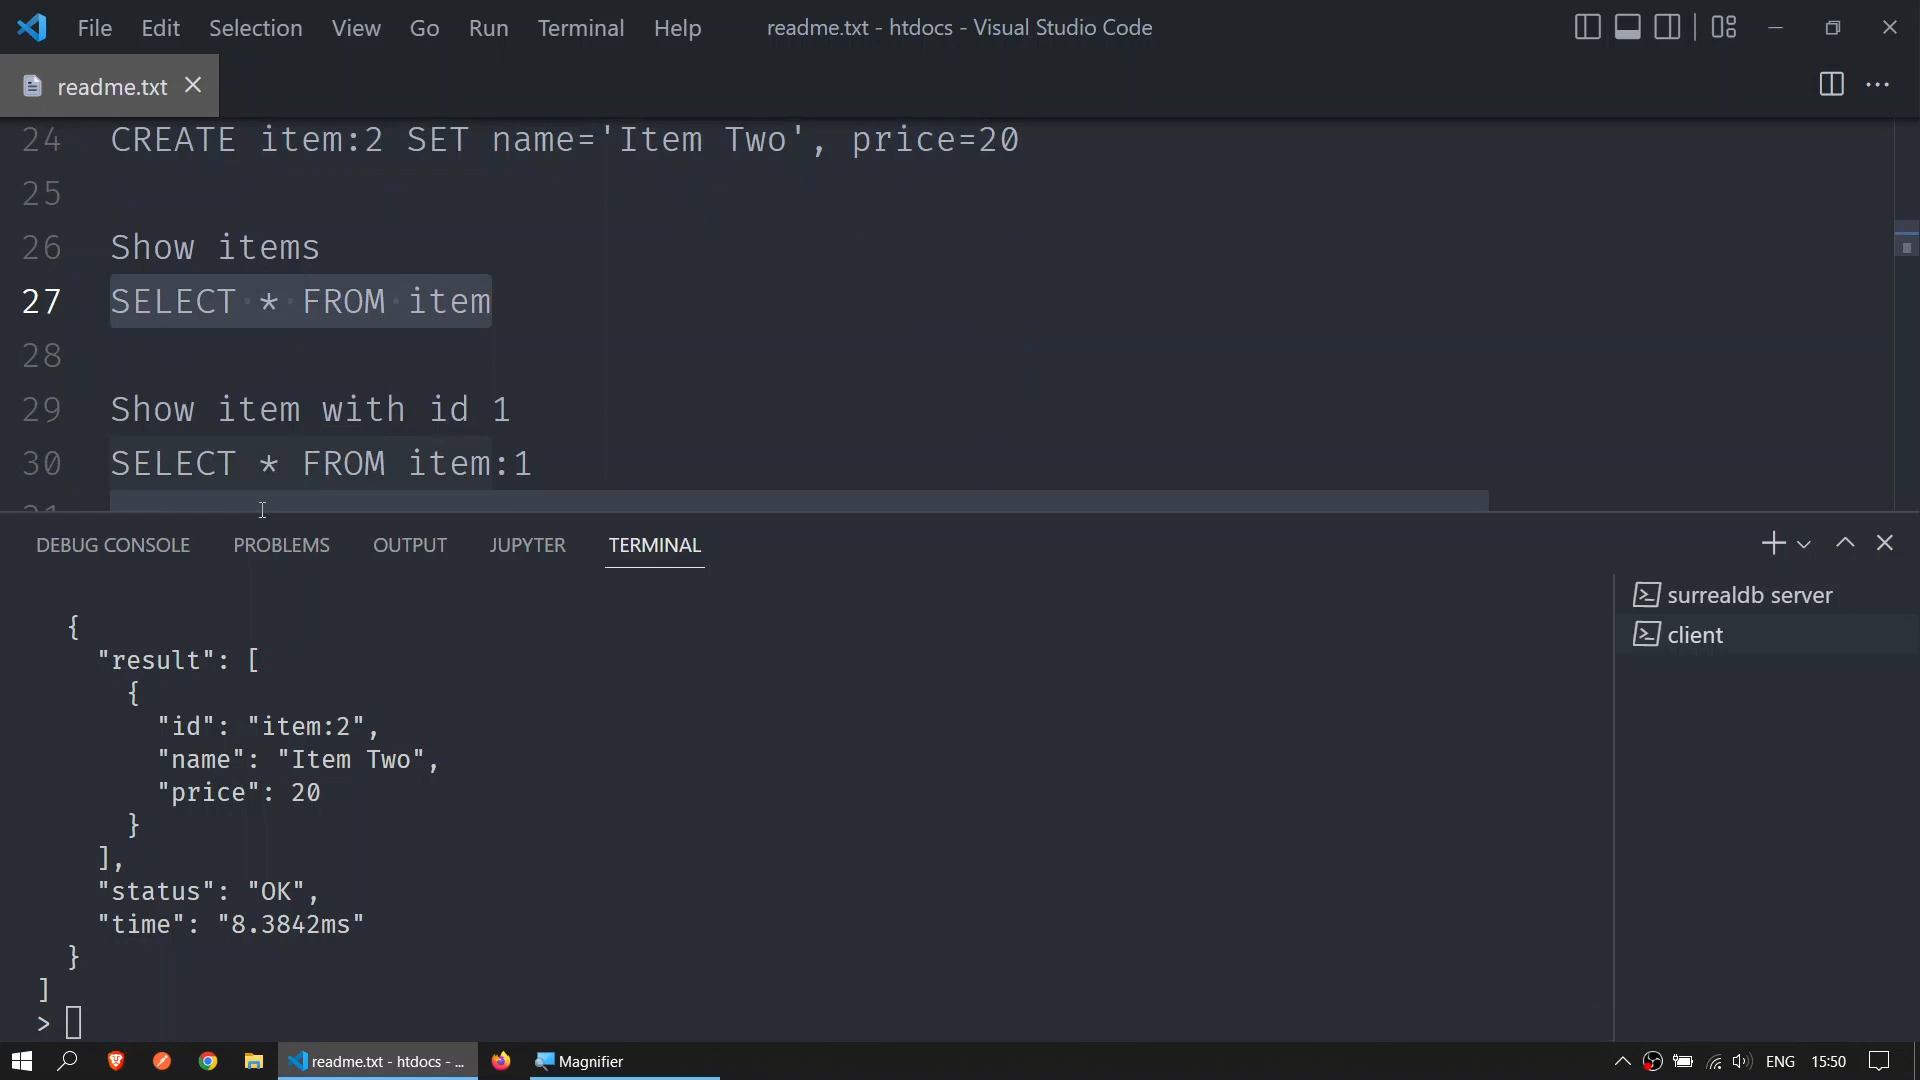 File Edit Selection View Go Run Terminal Help readme.txt - htdocs - Visual Studio Code
readme.txt
24 CREATE item:2 SET name='Item Two', price=20
25
26 Show items
27 SELECT * FROM item
28
29 Show item with id 1
30 SELECT * FROM item:1
31
DEBUG CONSOLE PROBLEMS OUTPUT JUPYTER TERMINAL
surrealdb server
client
{
"result": [
{
"id": "item:2",
"name": "Item Two",
"price": 20
}
],
"status": "OK",
"time": "8.3842ms"
}
]
>
readme.txt - htdocs - ... Magnifier ENG 15:50